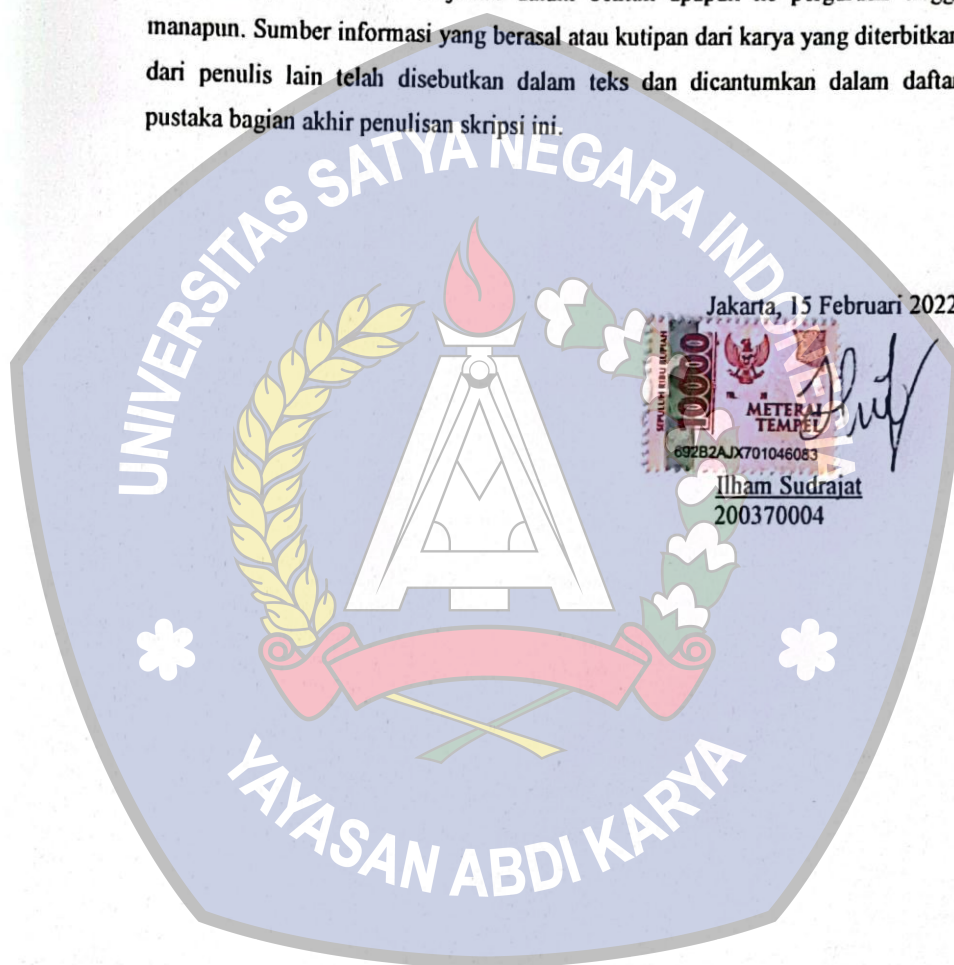 manapun. Sumber informasi yang berasal atau kutipan dari karya yang diterbitkan
dari penulis lain telah disebutkan dalam teks dan dicantumkan dalam daftar
pustaka bagian akhir penulisan skripsi ini.
UNIVERSITAS SATYA NEGARA INDONESIA
Jakarta, 15 Februari 2022
SEPULUH RIBU RUPIAH
10000
METERAI
TEMPEL
692B2AJX701046083
Ilham Sudrajat
200370004
YAYASAN ABDI KARYA